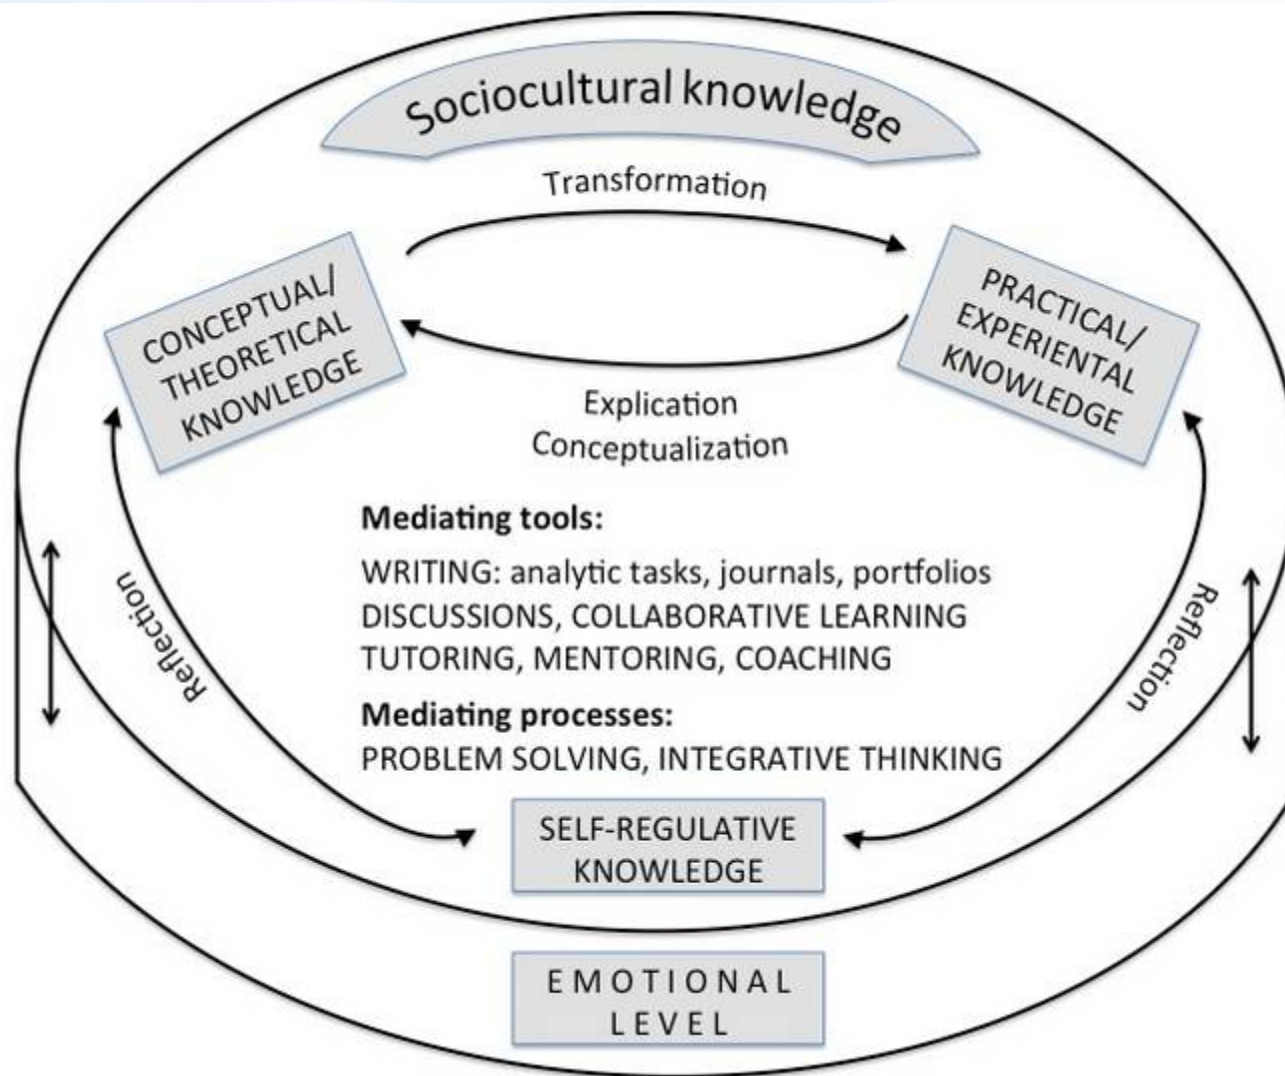 Sociocultural knowledge
Transformation
CONCEPTUAL/
THEORETICAL
KNOWLEDGE
PRACTICAL/
EXPERIENTAL
KNOWLEDGE
Explication
Conceptualization
Mediating tools:
WRITING: analytic tasks, journals, portfolios
DISCUSSIONS, COLLABORATIVE LEARNING
TUTORING, MENTORING, COACHING
Mediating processes:
PROBLEM SOLVING, INTEGRATIVE THINKING
Reflection
Reflection
SELF-REGULATIVE
KNOWLEDGE
EMOTIONAL
LEVEL